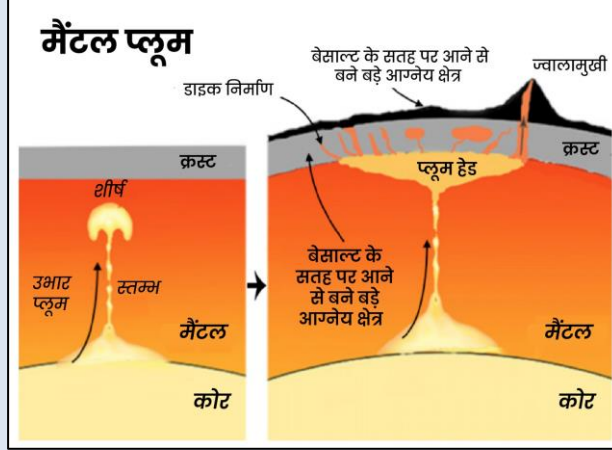 मैंटल प्लूम
क्रस्ट
शीर्ष
उभार
प्लूम
स्तम्भ
मैंटल
कोर
बेसाल्ट के सतह पर आने से
बने बड़े आग्नेय क्षेत्र
ज्वालामुखी
डाइक निर्माण
क्रस्ट
प्लूम हेड
बेसाल्ट के
सतह पर आने
से बने बड़े
आग्नेय क्षेत्र
मैंटल
कोर